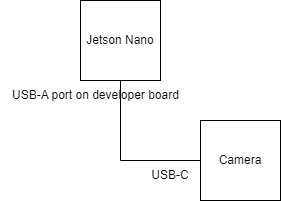 Jetson Nano
USB-A port on developer board
Camera
USB-C